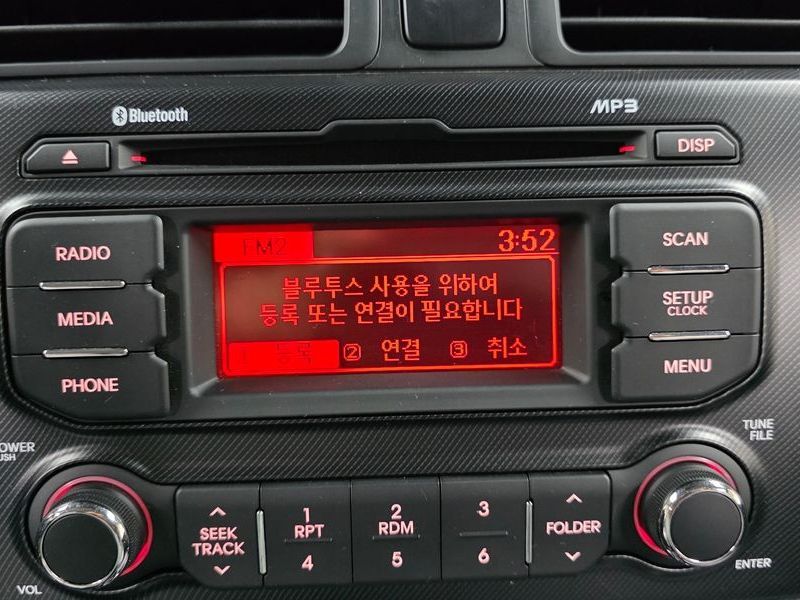 Bluetooth
MP3
DISP
RADIO
FM2
3:52
SCAN
블루투스 사용을 위하여
등록 또는 연결이 필요합니다
MEDIA
SETUP
CLOCK
1 등록 2 연결 3 취소
PHONE
MENU
POWER
PUSH
TUNE
FILE
SEEK
TRACK
1
RPT
4
2
RDM
5
3
6
FOLDER
VOL
ENTER